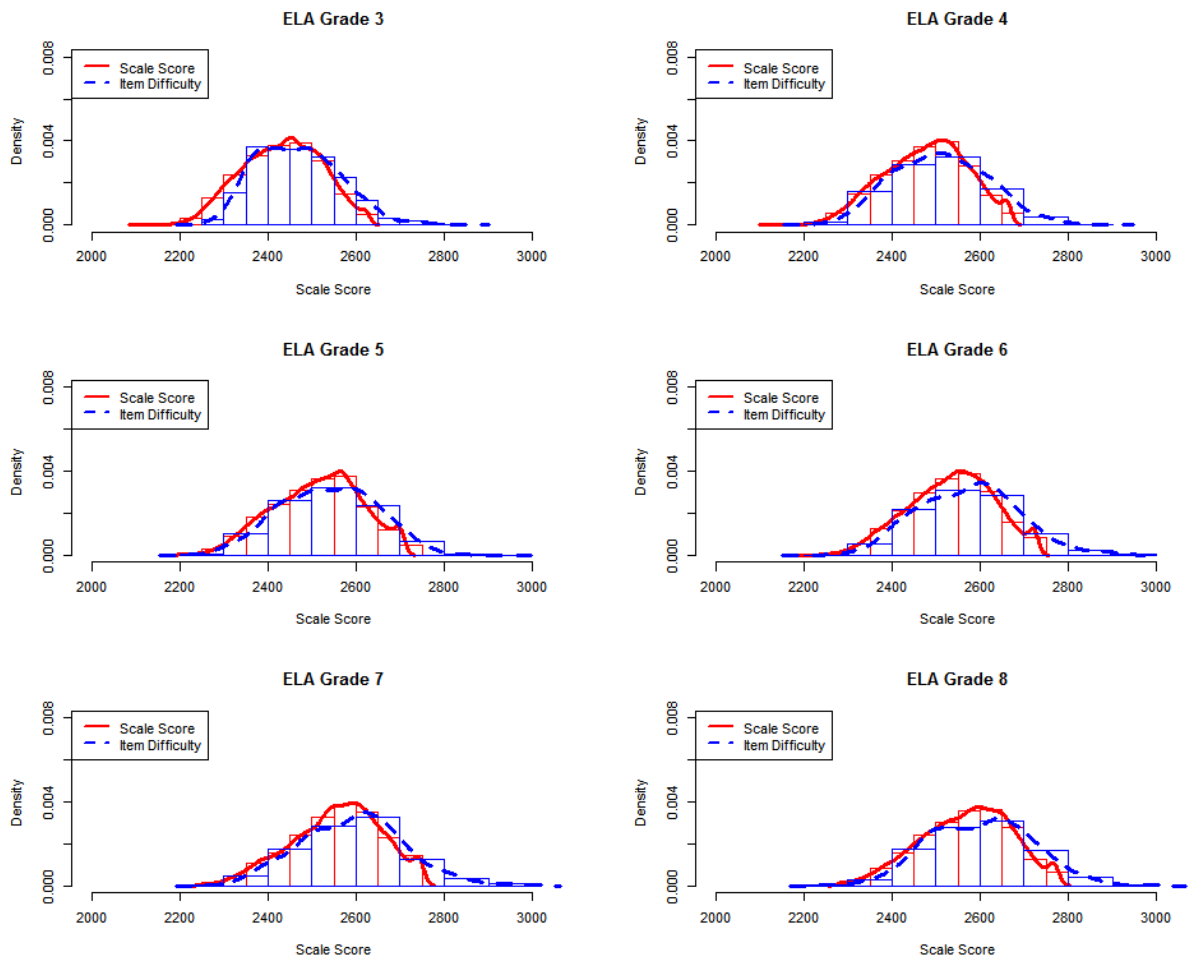 ELA Grade 3
0.008
0.004
0.000
Density
Scale Score
Item Difficulty
2000 2200 2400 2600 2800 3000
Scale Score
ELA Grade 4
0.008
0.004
0.000
Density
Scale Score
Item Difficulty
2000 2200 2400 2600 2800 3000
Scale Score
ELA Grade 5
0.008
0.004
0.000
Density
Scale Score
Item Difficulty
2000 2200 2400 2600 2800 3000
Scale Score
ELA Grade 6
0.008
0.004
0.000
Density
Scale Score
Item Difficulty
2000 2200 2400 2600 2800 3000
Scale Score
ELA Grade 7
0.008
0.004
0.000
Density
Scale Score
Item Difficulty
2000 2200 2400 2600 2800 3000
Scale Score
ELA Grade 8
0.008
0.004
0.000
Density
Scale Score
Item Difficulty
2000 2200 2400 2600 2800 3000
Scale Score